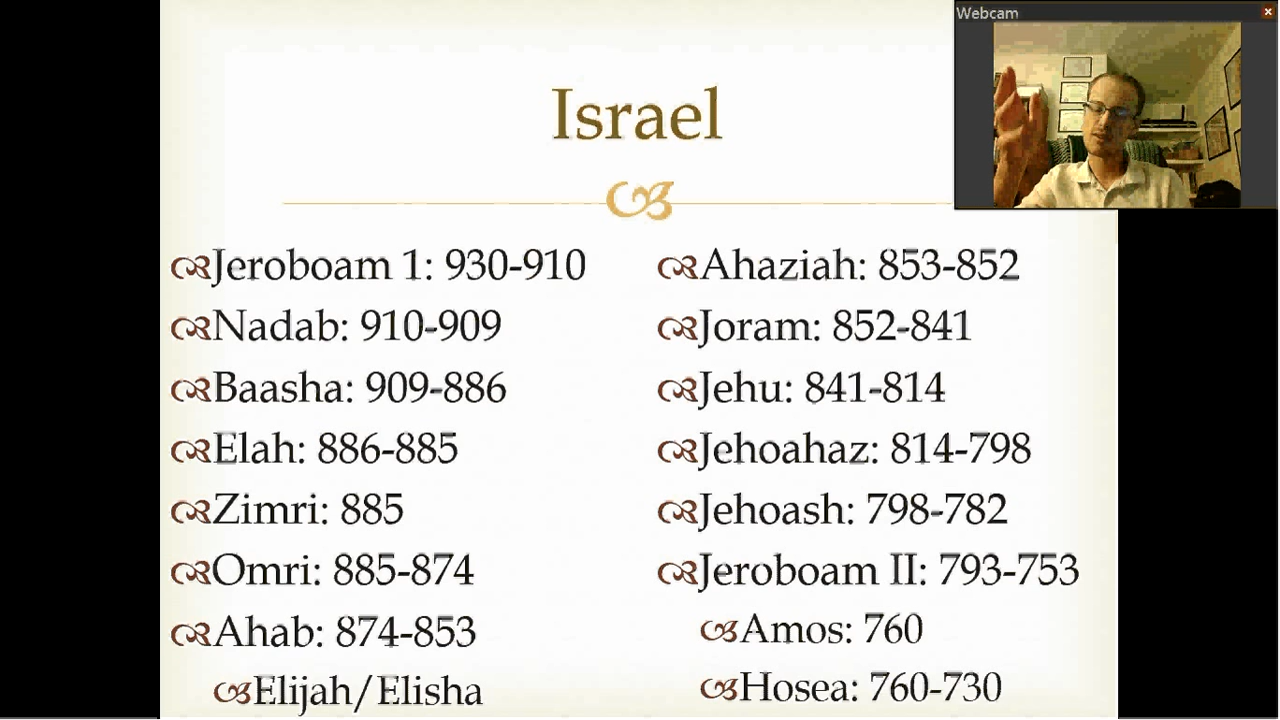 Webcam
Israel
Jeroboam 1: 930-910
Nadab: 910-909
Baasha: 909-886
Elah: 886-885
Zimri: 885
Omri: 885-874
Ahab: 874-853
Elijah/Elisha
Ahaziah: 853-852
Joram: 852-841
Jehu: 841-814
Jehoahaz: 814-798
Jehoash: 798-782
Jeroboam II: 793-753
Amos: 760
Hosea: 760-730